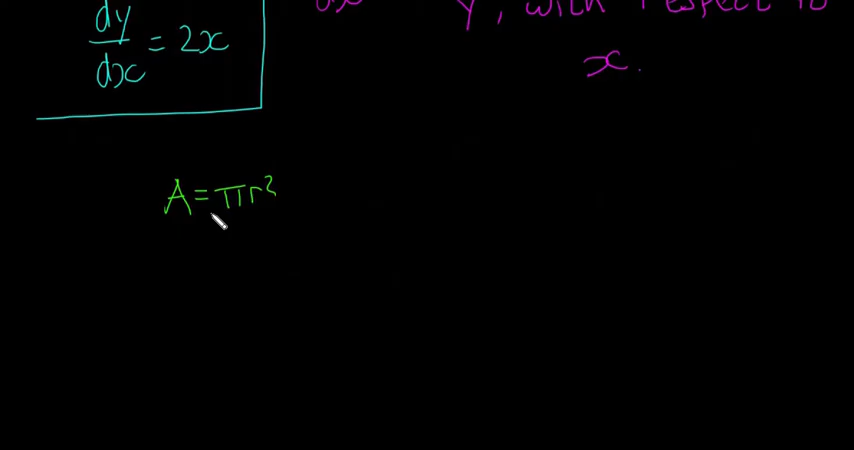 dy/dx = 2x
Y, with respect to
x.
A = πr²